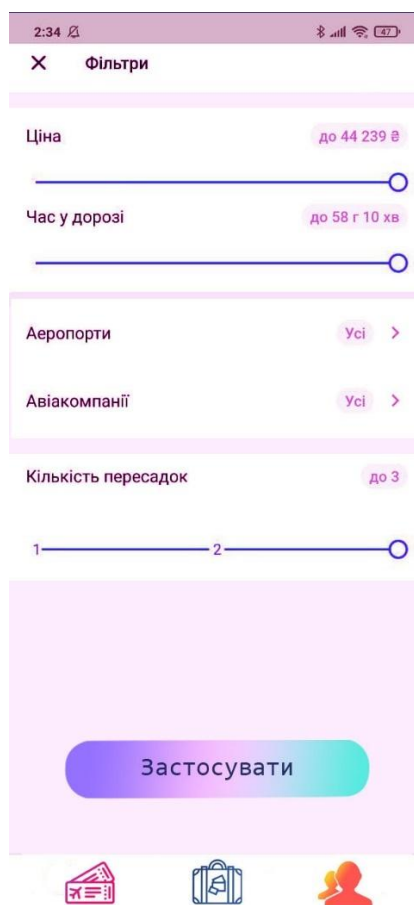 2:34 47
Фільтри
Ціна до 44 239 ₴
Час у дорозі до 58 г 10 хв
Аеропорти Усі
Авіакомпанії Усі
Кількість пересадок до 3
1 2
Застосувати